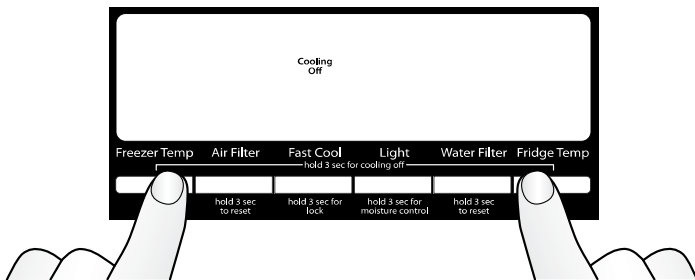 Cooling
Off
Freezer Temp Air Filter Fast Cool Light Water Filter Fridge Temp
hold 3 sec for cooling off
hold 3 sec
to reset
hold 3 sec for
lock
hold 3 sec for
moisture control
hold 3 sec
to reset